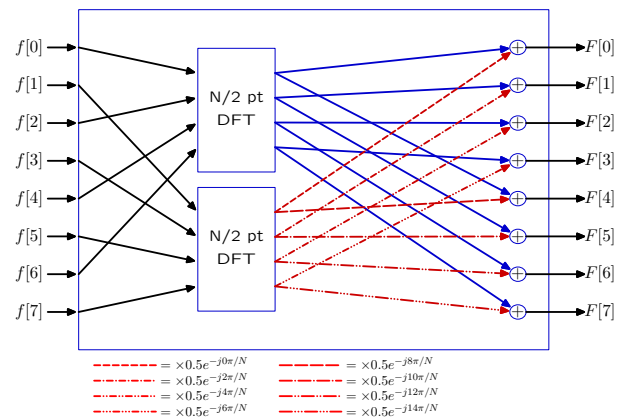 f[0] F[0]
f[1] F[1]
N/2 pt
DFT
f[2] F[2]
f[3] F[3]
f[4] F[4]
N/2 pt
DFT
f[5] F[5]
f[6] F[6]
f[7] F[7]
+
+
+
+
+
+
+
+
= ×0.5e^{-j0π/N} = ×0.5e^{-j8π/N}
= ×0.5e^{-j2π/N} = ×0.5e^{-j10π/N}
= ×0.5e^{-j4π/N} = ×0.5e^{-j12π/N}
= ×0.5e^{-j6π/N} = ×0.5e^{-j14π/N}